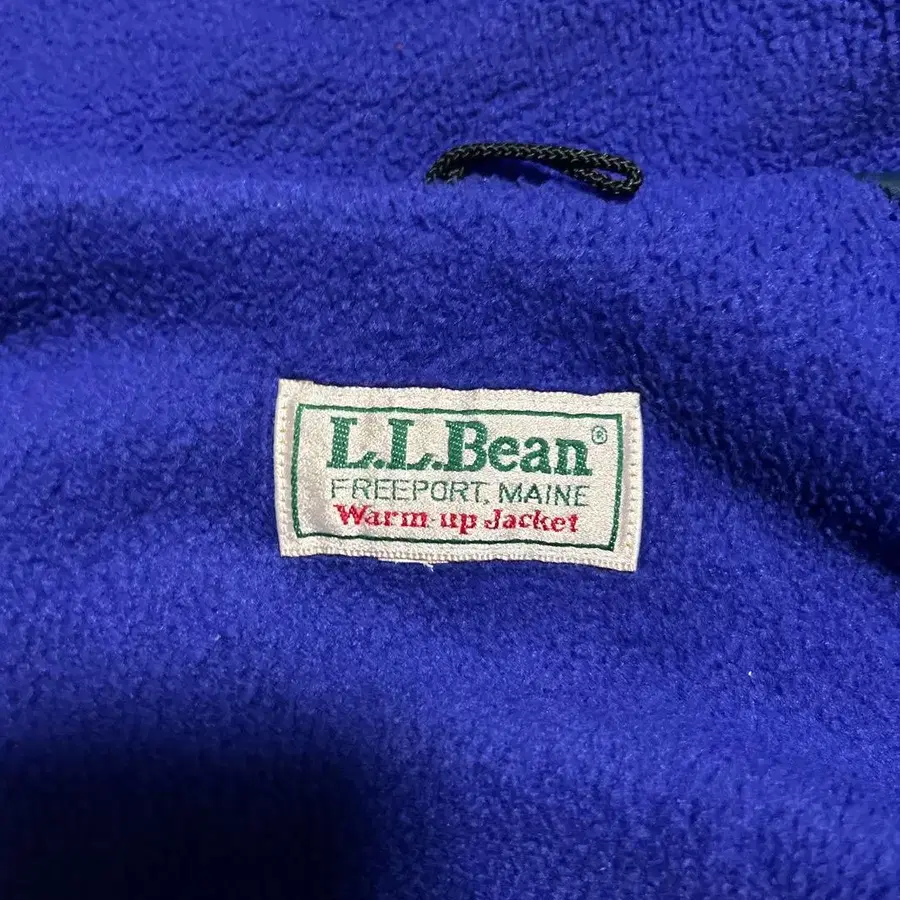 L.L.Bean®
FREEPORT, MAINE
Warm-up Jacket